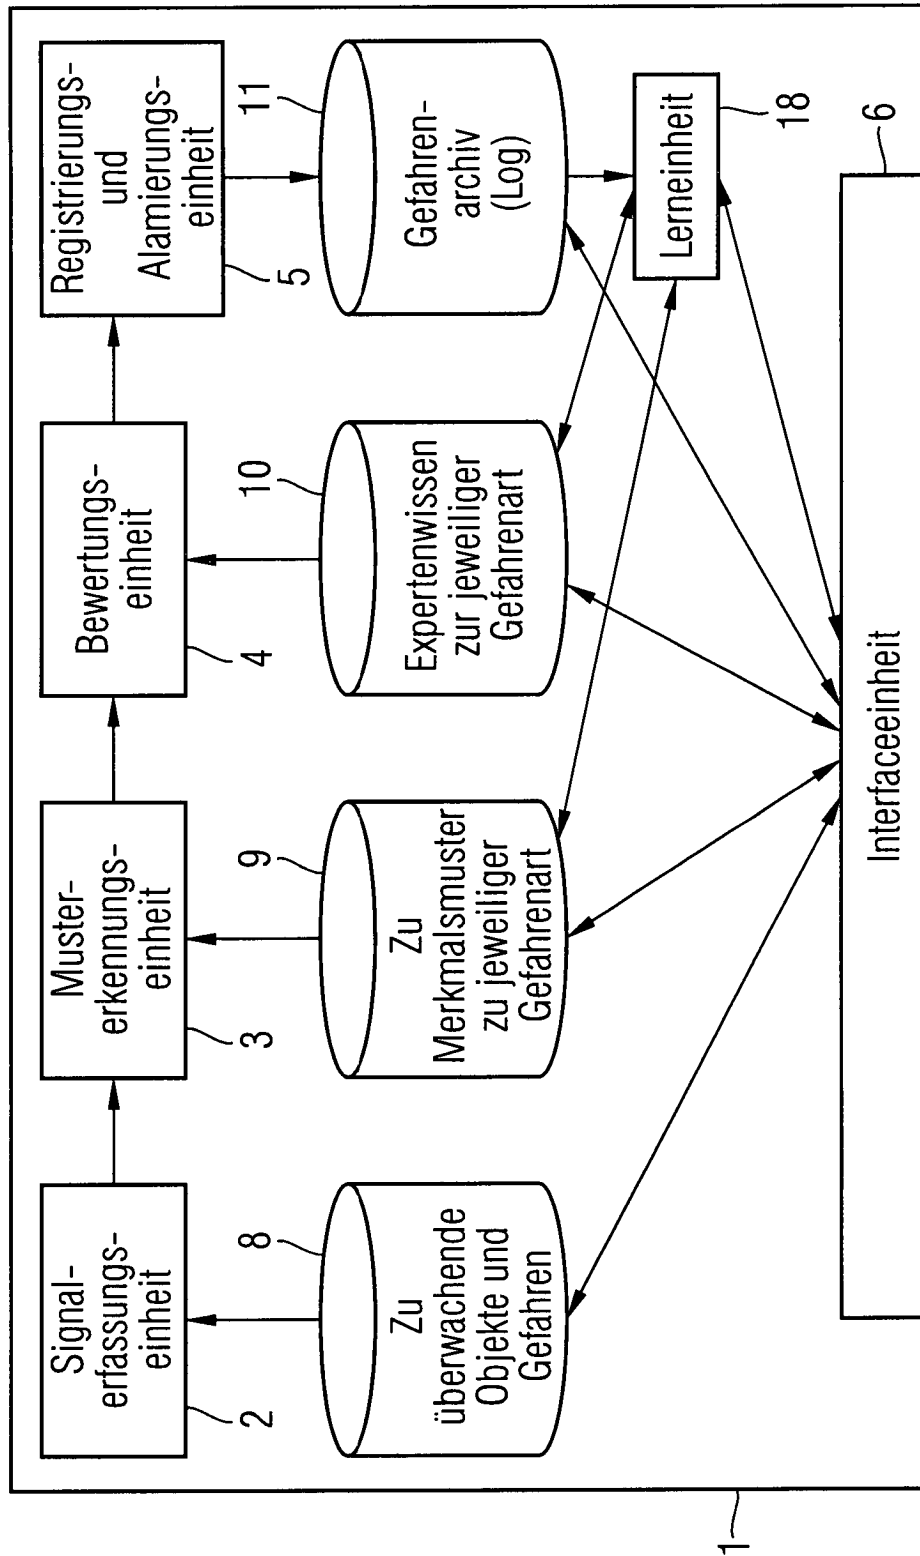 Signal-
erfassungs-
einheit
2
Muster-
erkennungs-
einheit
3
Bewertungs-
einheit
4
Registrierungs-
und
Alamierungs-
einheit
5
Zu
überwachende
Objekte und
Gefahren
8
Zu
Merkmalsmuster
zu jeweiliger
Gefahrenart
9
Expertenwissen
zur jeweiliger
Gefahrenart
10
Gefahren-
archiv
(Log)
11
Lerneinheit
18
Interfaceeinheit
6
1